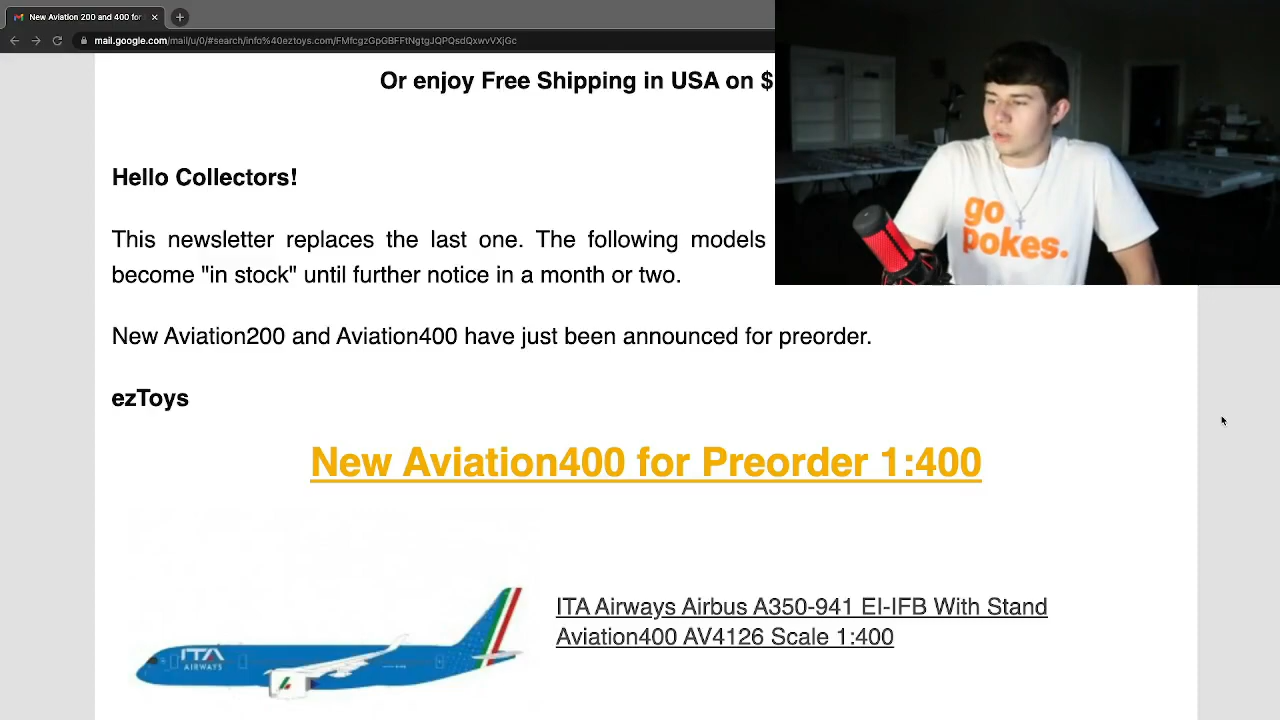 New Aviation 200 and 400 for
mail.google.com/mail/u/0/#search/info%40eztoys.com/FMfcgzGpGBFFtNgtgJQPQsdQxwvVXjGc
Or enjoy Free Shipping in USA on $
Hello Collectors!
This newsletter replaces the last one. The following models
become "in stock" until further notice in a month or two.
New Aviation200 and Aviation400 have just been announced for preorder.
ezToys
New Aviation400 for Preorder 1:400
ITA Airways Airbus A350-941 EI-IFB With Stand
Aviation400 AV4126 Scale 1:400
ITA
AIRWAYS
go
pokes.